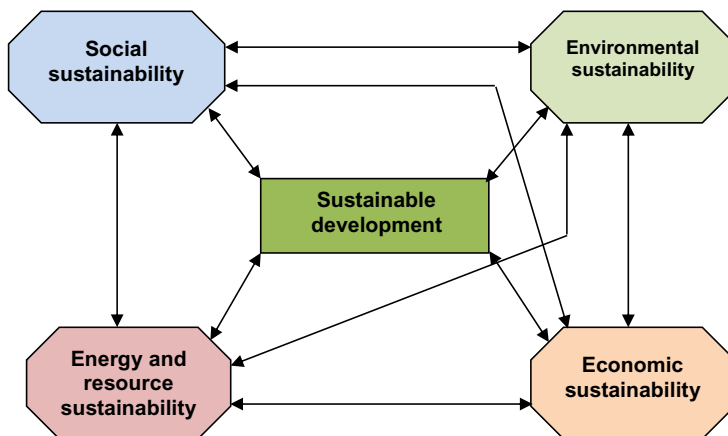 Social
sustainability
Environmental
sustainability
Sustainable
development
Energy and
resource
sustainability
Economic
sustainability